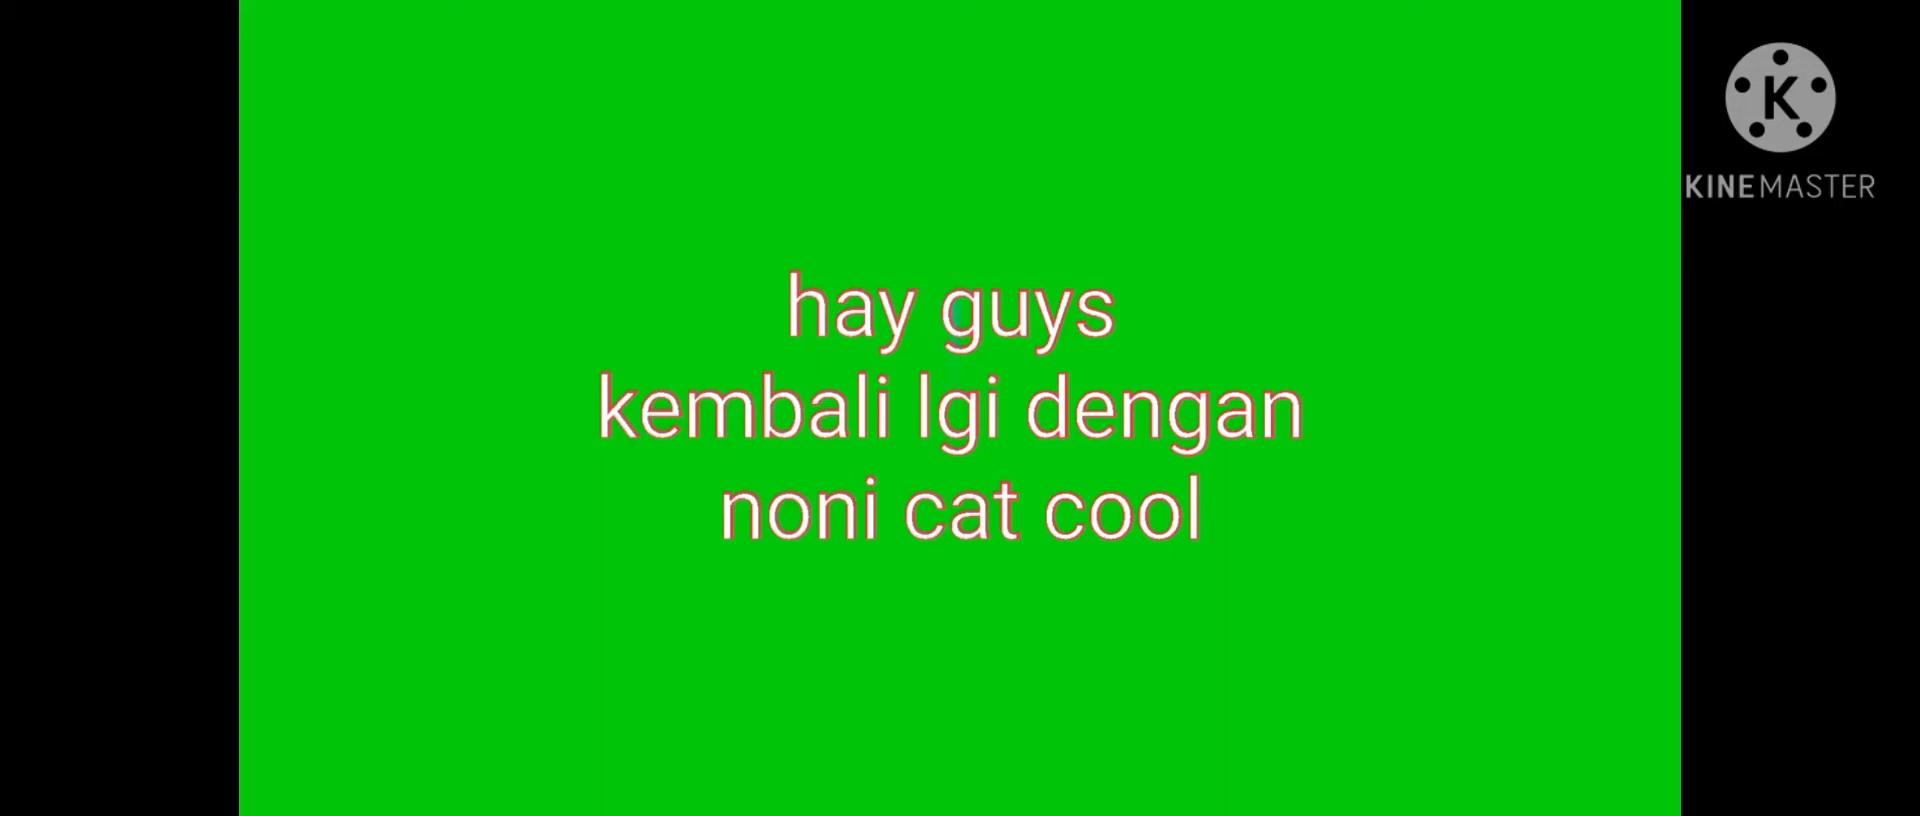 hay guys
kembali lgi dengan
noni cat cool
K
KINEMASTER